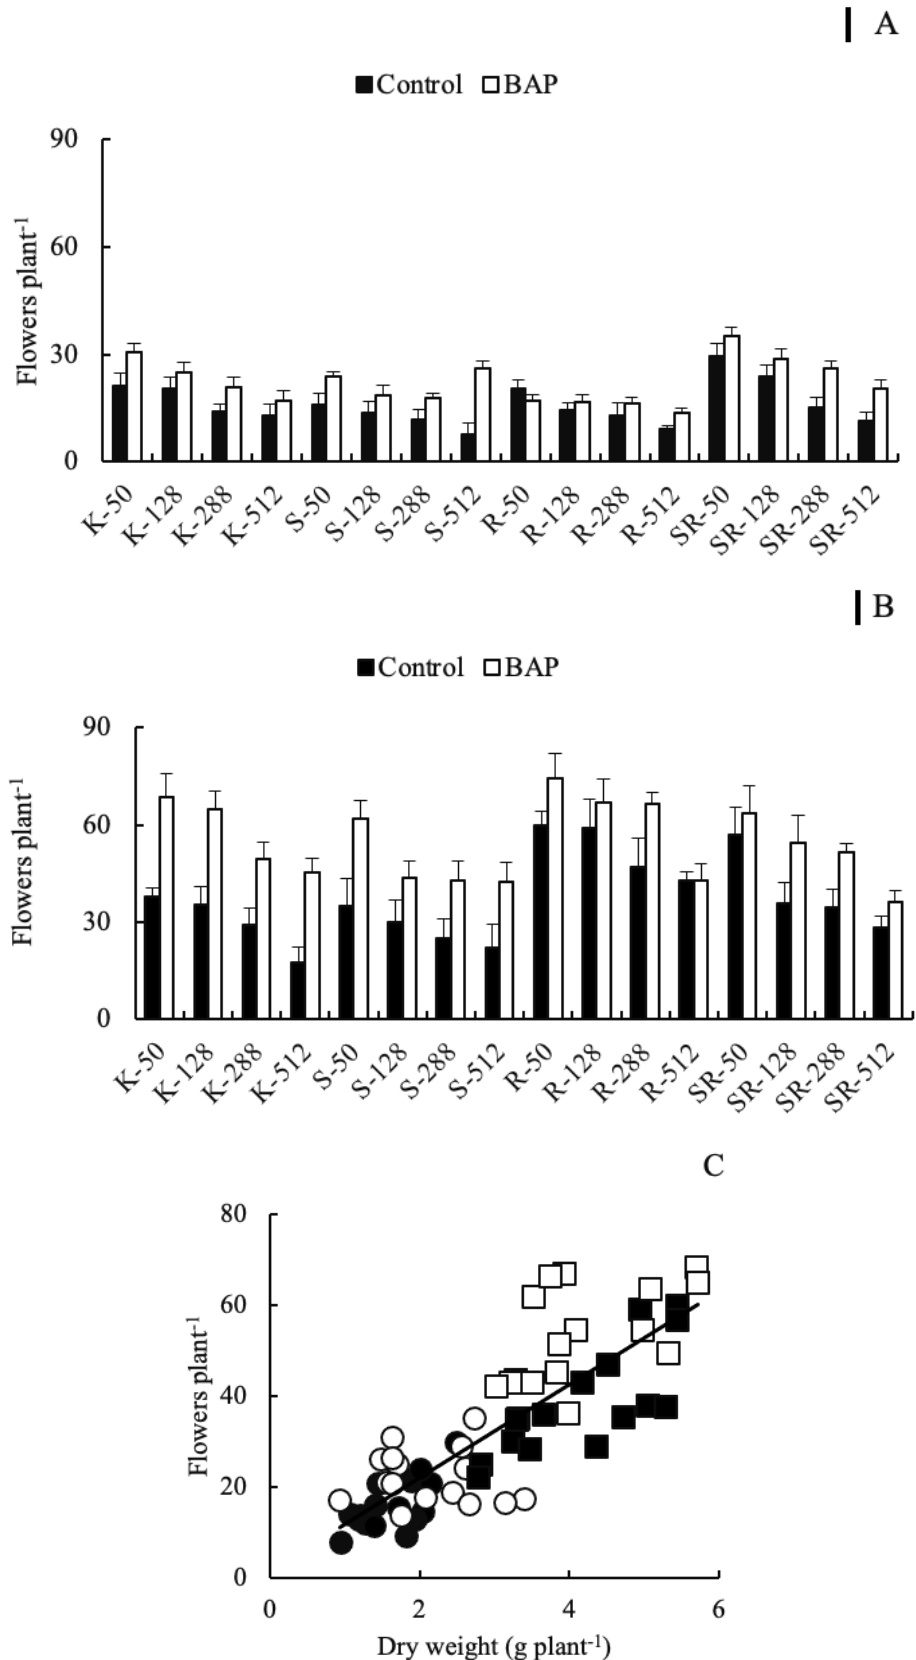 A
Control BAP
90
60
30
0
Flowers plant-1
K-50 K-128 K-288 K-512 S-50 S-128 S-288 S-512 R-50 R-128 R-288 R-512 SR-50 SR-128 SR-288 SR-512
B
Control BAP
90
60
30
0
Flowers plant-1
K-50 K-128 K-288 K-512 S-50 S-128 S-288 S-512 R-50 R-128 R-288 R-512 SR-50 SR-128 SR-288 SR-512
C
80
60
40
20
0
Flowers plant-1
0 2 4 6
Dry weight (g plant-1)